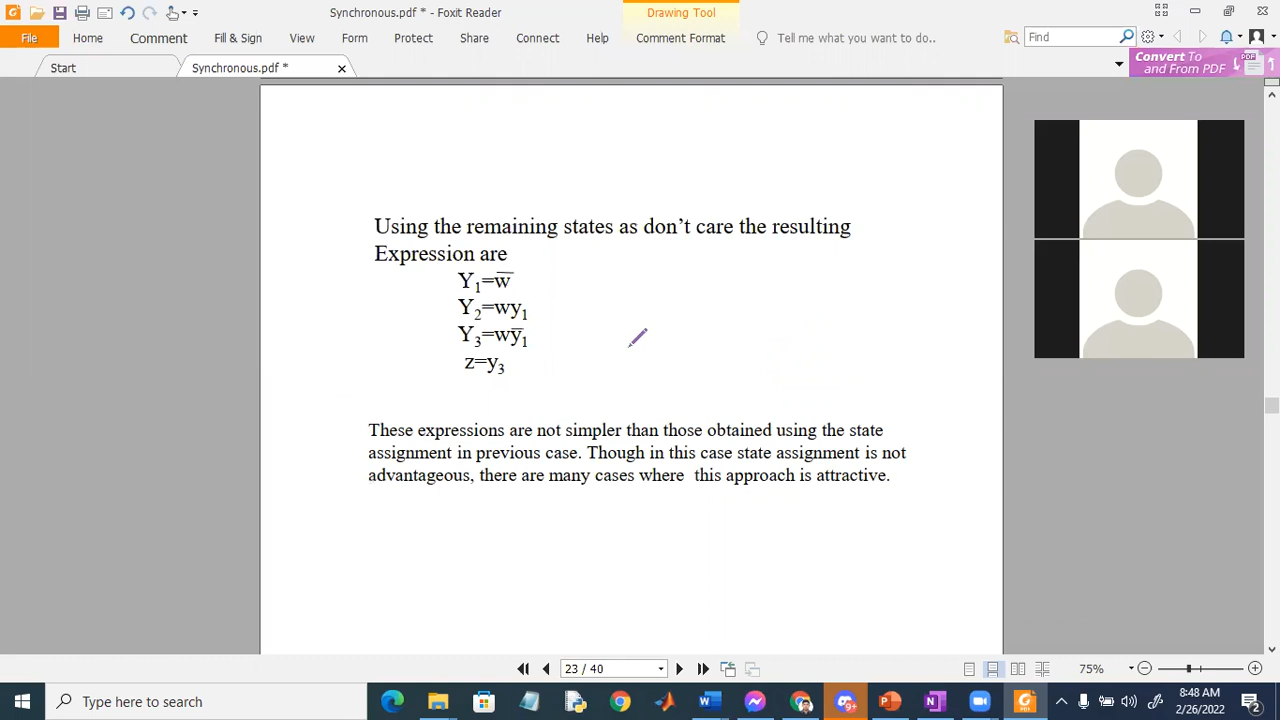 Synchronous.pdf * - Foxit Reader
Drawing Tool
File Home Comment Fill & Sign View Form Protect Share Connect Help Comment Format Tell me what you want to do.. Find
Start Synchronous.pdf * Convert To and From PDF PDF
Using the remaining states as don’t care the resulting
Expression are
Y₁=w̅
Y₂=wy₁
Y₃=wy̅₁
z=y₃
These expressions are not simpler than those obtained using the state
assignment in previous case. Though in this case state assignment is not
advantageous, there are many cases where this approach is attractive.
23 / 40 75%
Type here to search 9+ 8:48 AM
2/26/2022 2